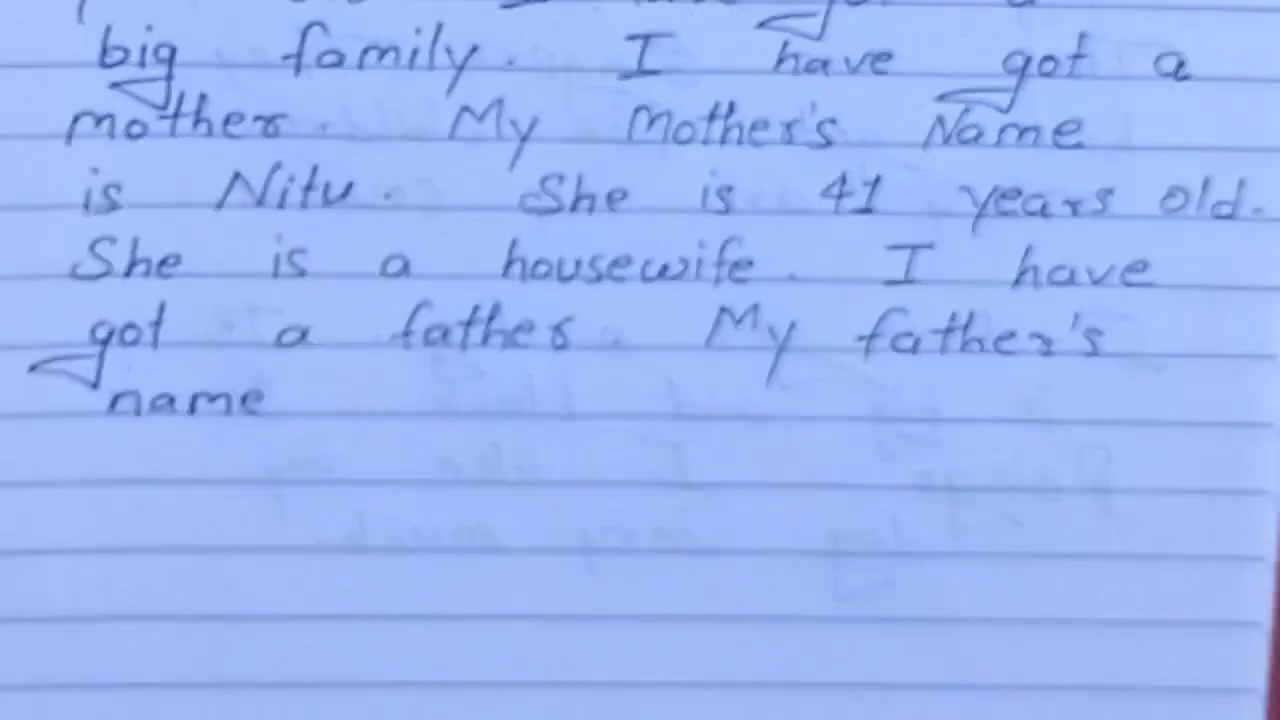 big family. I have got a
mother. My Mother's Name
is Nitu. She is 41 years old.
She is a housewife. I have
got a father. My father's
name